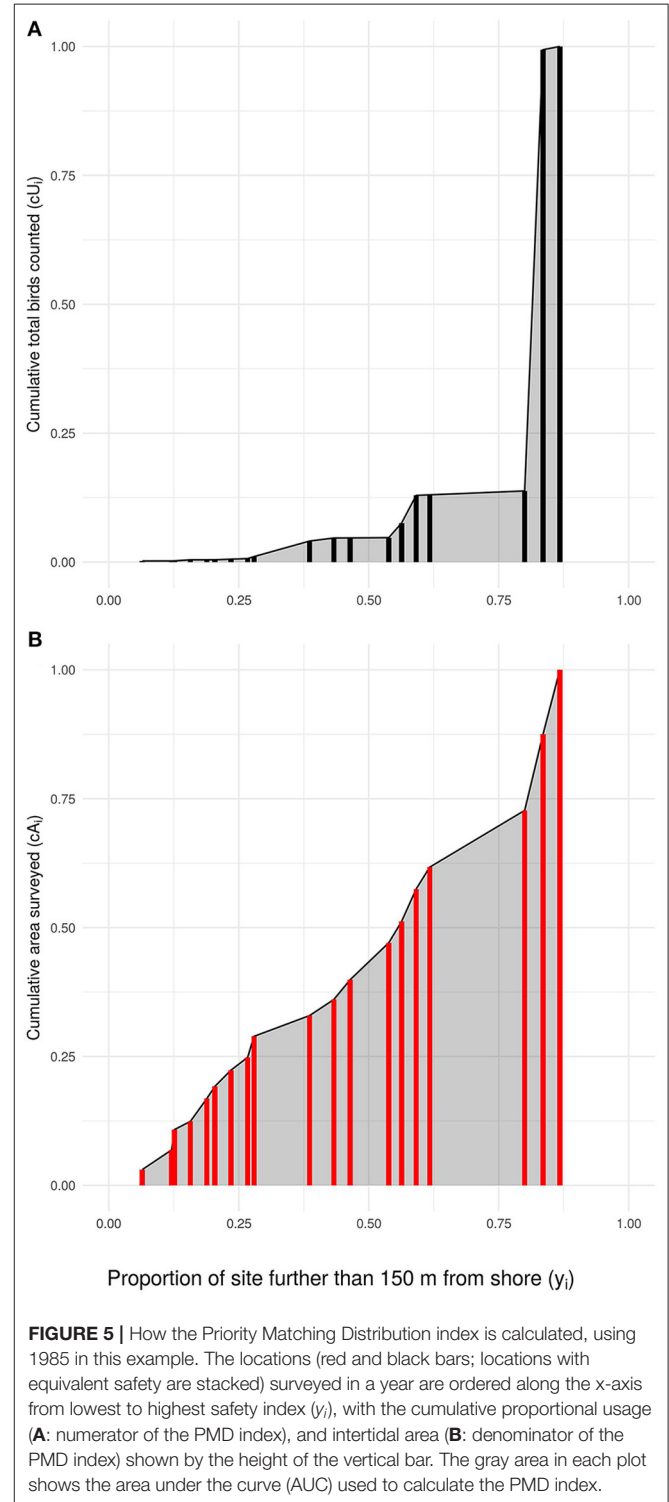 A
Cumulative total birds counted (cUi)
1.00
0.75
0.50
0.25
0.00
0.00 0.25 0.50 0.75 1.00
B
Cumulative area surveyed (cAi)
1.00
0.75
0.50
0.25
0.00
0.00 0.25 0.50 0.75 1.00
Proportion of site further than 150 m from shore (yi)
FIGURE 5 | How the Priority Matching Distribution index is calculated, using
1985 in this example. The locations (red and black bars; locations with
equivalent safety are stacked) surveyed in a year are ordered along the x-axis
from lowest to highest safety index (yi), with the cumulative proportional usage
(A: numerator of the PMD index), and intertidal area (B: denominator of the
PMD index) shown by the height of the vertical bar. The gray area in each plot
shows the area under the curve (AUC) used to calculate the PMD index.